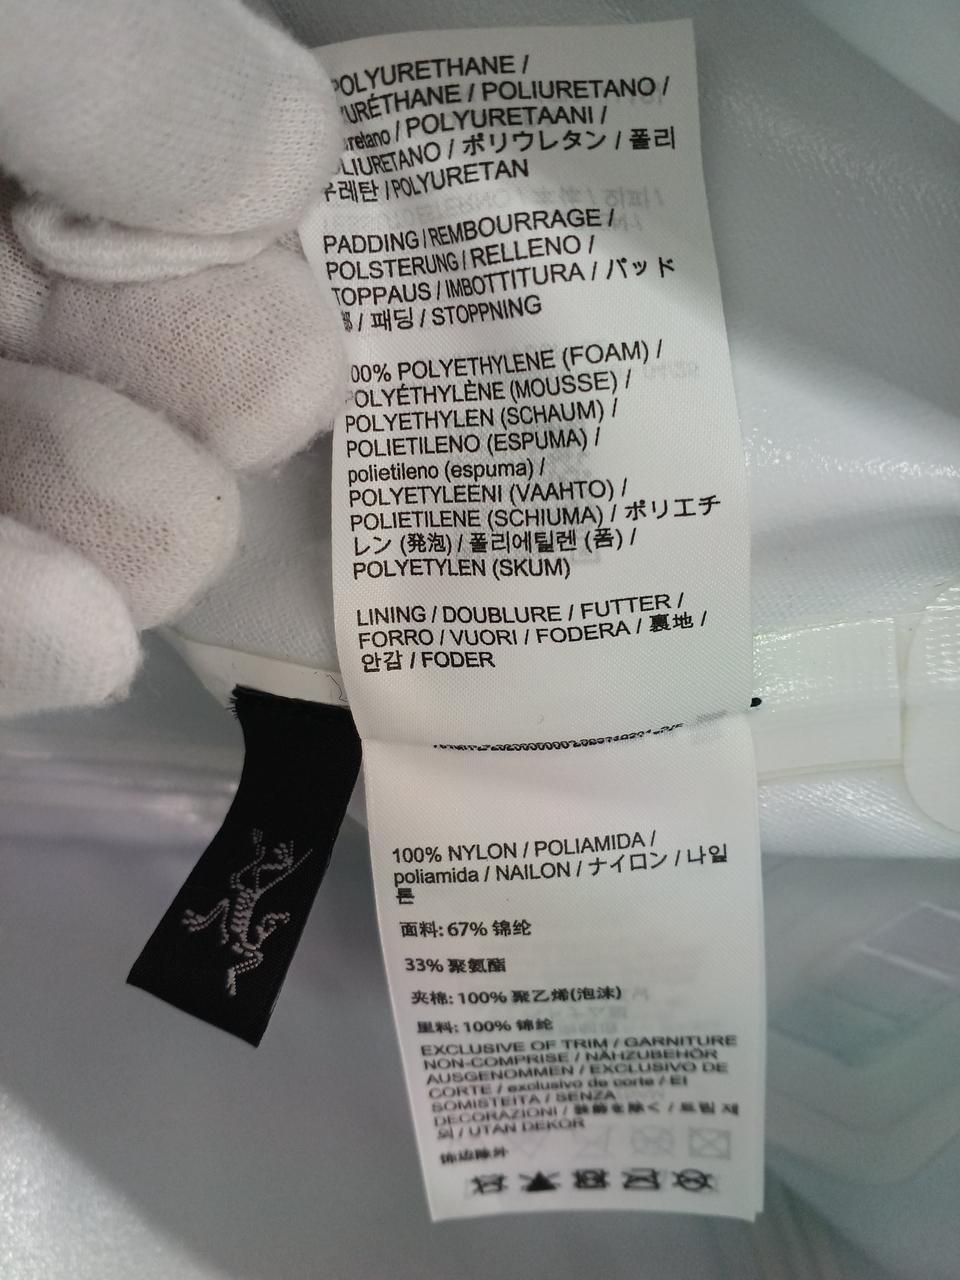 POLYURETHANE /
URÉTHANE / POLIURETANO /
uretano / POLYURETAANI /
LIURETANO / ポリウレタン / 폴리
우레탄 / POLYURETAN
PADDING / REMBOURRAGE /
POLSTERUNG / RELLENO /
TOPPAUS / IMBOTTITURA / パッド
部 / 패딩 / STOPPNING
100% POLYETHYLENE (FOAM) /
POLYÉTHYLÈNE (MOUSSE) /
POLYETHYLEN (SCHAUM) /
POLIETILENO (ESPUMA) /
polietileno (espuma) /
POLYETYLEENI (VAAHTO) /
POLIETILENE (SCHIUMA) / ポリエチ
レン (発泡) / 폴리에틸렌 (폼) /
POLYETYLEN (SKUM)
LINING / DOUBLURE / FUTTER /
FORRO / VUORI / FODERA / 裏地 /
안감 / FODER
100% NYLON / POLIAMIDA /
poliamida / NAILON / ナイロン / 나일
론
面料: 67% 锦纶
33% 聚氨酯
夹棉: 100% 聚乙烯(泡沫)
里料: 100% 锦纶
EXCLUSIVE OF TRIM / GARNITURE
NON-COMPRISE / NÄHZUBEHÖR
AUSGENOMMEN / EXCLUSIVO DE
CORTE / exclusivo de corte / EI
SOMISTEITA / SENZA
DECORAZIONI / 装飾を除く / 트림 제
외 / UTAN DEKOR
饰边除外